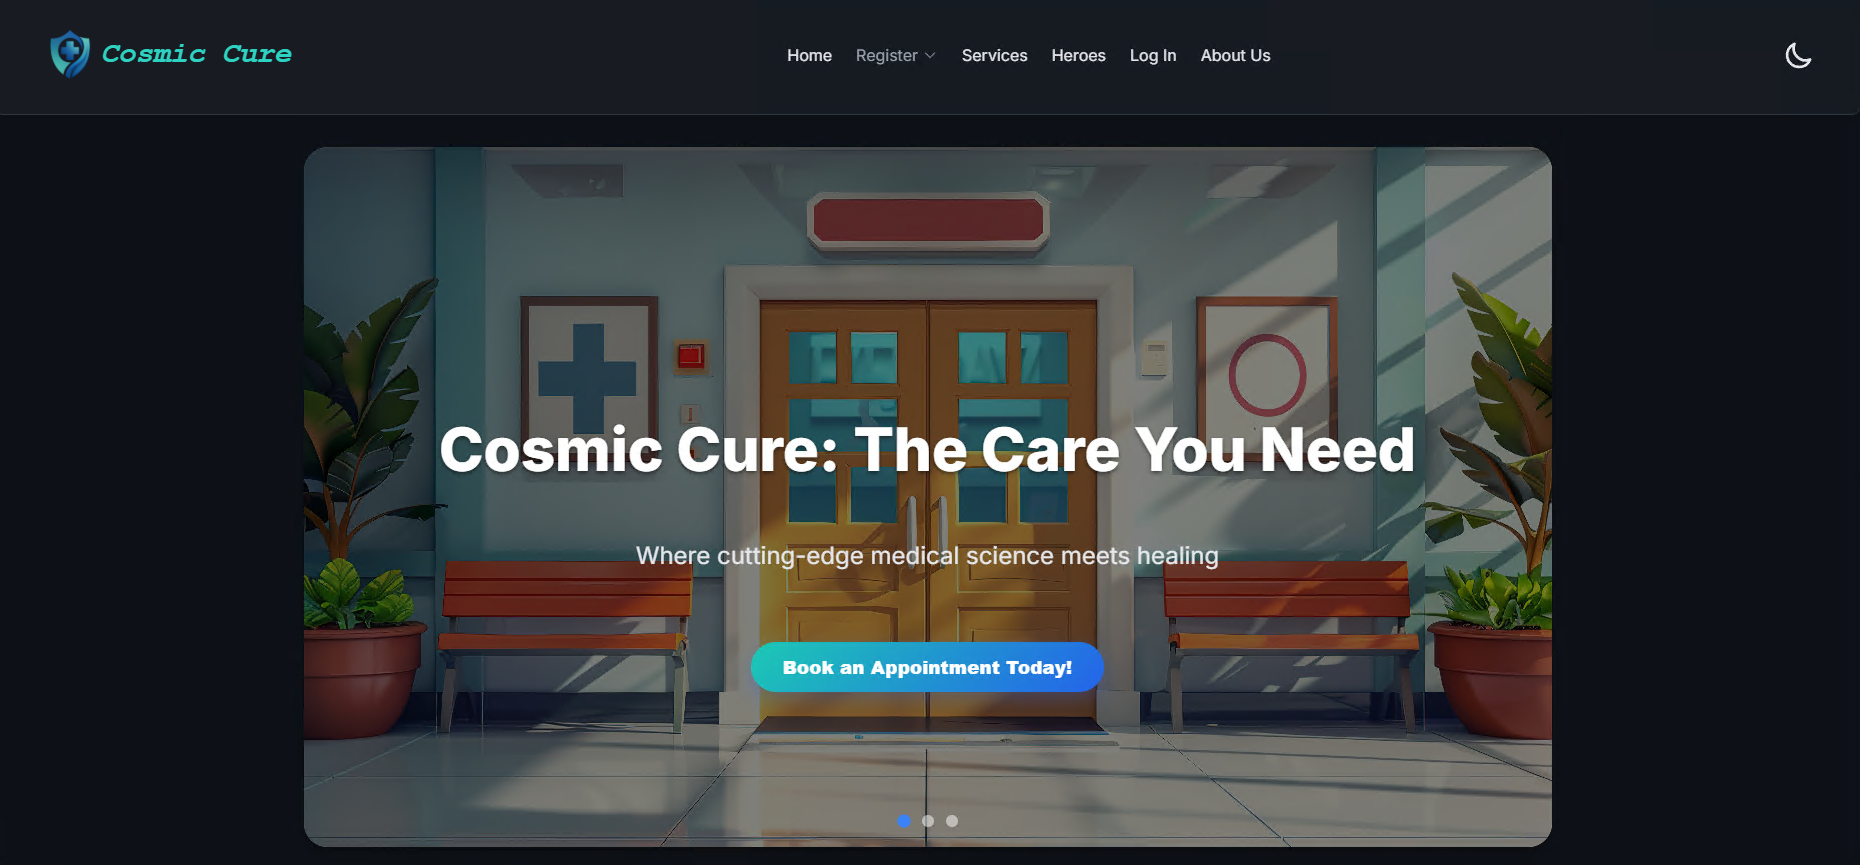 Cosmic Cure
Home Register Services Heroes Log In About Us
Cosmic Cure: The Care You Need
Where cutting-edge medical science meets healing
Book an Appointment Today!